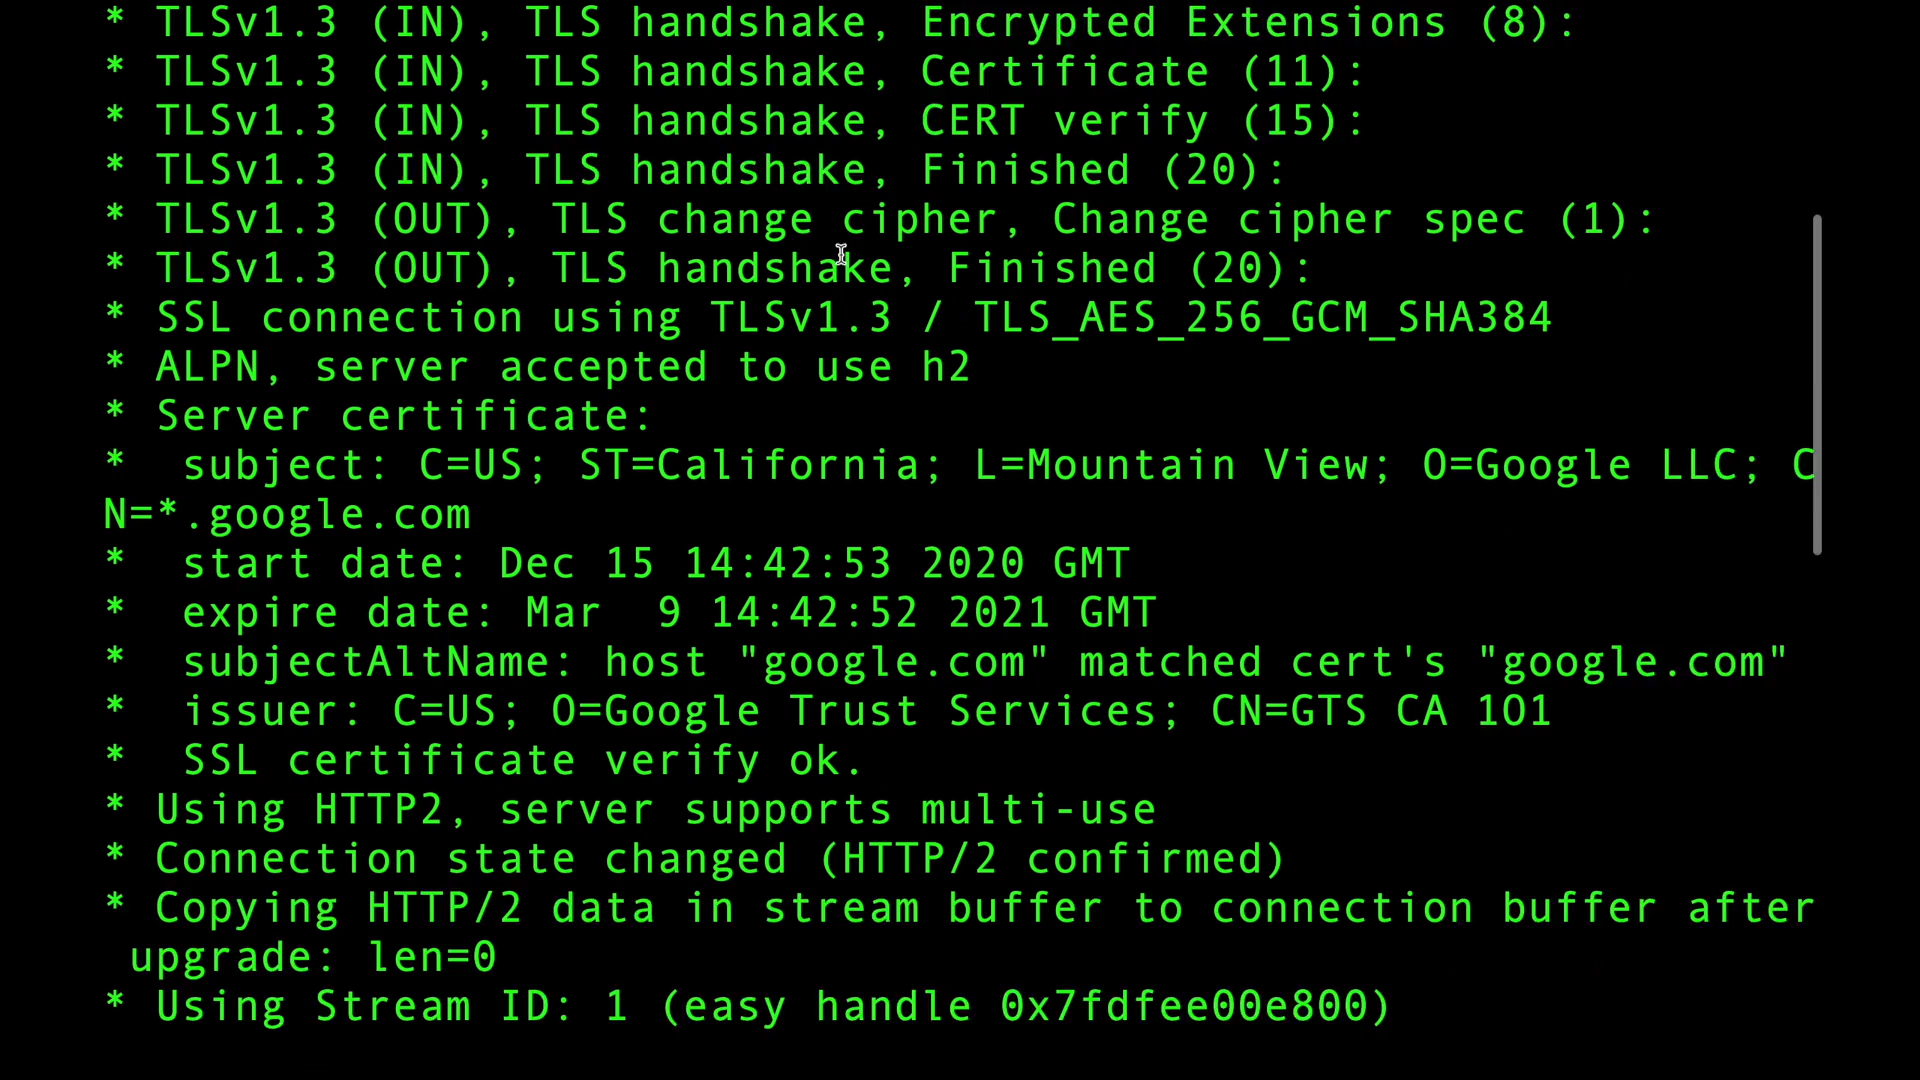 * TLSv1.3 (IN), TLS handshake, Encrypted Extensions (8):
* TLSv1.3 (IN), TLS handshake, Certificate (11):
* TLSv1.3 (IN), TLS handshake, CERT verify (15):
* TLSv1.3 (IN), TLS handshake, Finished (20):
* TLSv1.3 (OUT), TLS change cipher, Change cipher spec (1):
* TLSv1.3 (OUT), TLS handshake, Finished (20):
* SSL connection using TLSv1.3 / TLS_AES_256_GCM_SHA384
* ALPN, server accepted to use h2
* Server certificate:
*  subject: C=US; ST=California; L=Mountain View; O=Google LLC; C
N=*.google.com
*  start date: Dec 15 14:42:53 2020 GMT
*  expire date: Mar  9 14:42:52 2021 GMT
*  subjectAltName: host "google.com" matched cert's "google.com"
*  issuer: C=US; O=Google Trust Services; CN=GTS CA 1O1
*  SSL certificate verify ok.
* Using HTTP2, server supports multi-use
* Connection state changed (HTTP/2 confirmed)
* Copying HTTP/2 data in stream buffer to connection buffer after
 upgrade: len=0
* Using Stream ID: 1 (easy handle 0x7fdfee00e800)